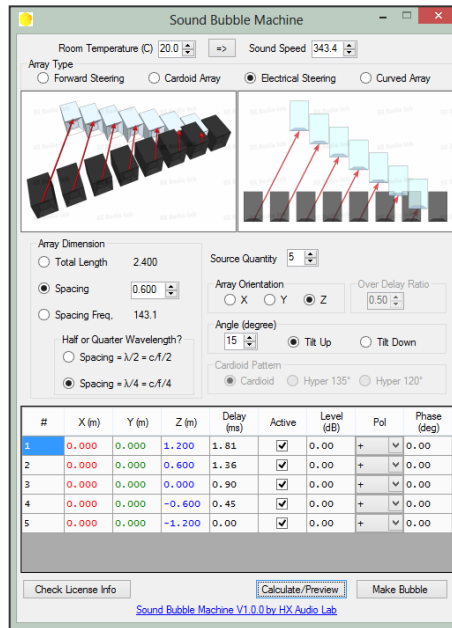 Sound Bubble Machine
Room Temperature (C) 20.0 => Sound Speed 343.4
Array Type
Forward Steering Cardoid Array Electrical Steering Curved Array
Array Dimension
Total Length 2.400
Source Quantity 5
Spacing 0.600
Array Orientation
X Y Z
Over Delay Ratio
0.50
Spacing Freq. 143.1
Angle (degree)
15 Tilt Up Tilt Down
Half or Quarter Wavelength?
Spacing = λ/2 = c/f/2
Spacing = λ/4 = c/f/4
Cardioid Pattern
Cardioid Hyper 135° Hyper 120°
# X (m) Y (m) Z (m) Delay (ms) Active Level (dB) Pol Phase (deg)
1 0.000 0.000 1.200 1.81 0.00 + 0.00
2 0.000 0.000 0.600 1.36 0.00 + 0.00
3 0.000 0.000 0.000 0.90 0.00 + 0.00
4 0.000 0.000 -0.600 0.45 0.00 + 0.00
5 0.000 0.000 -1.200 0.00 0.00 + 0.00
Check License Info Calculate/Preview Make Bubble
Sound Bubble Machine V1.0.0 by HX Audio Lab